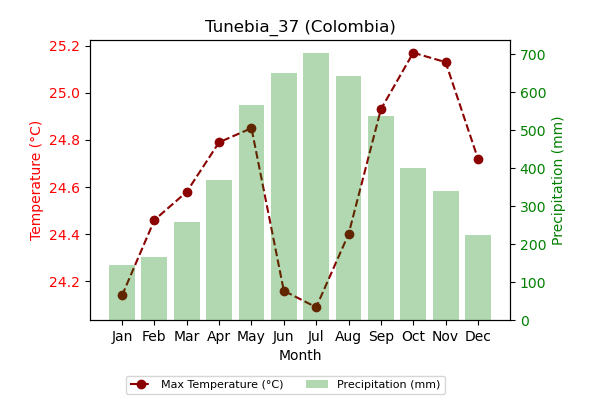 Tunebia_37 (Colombia)
25.2
25.0
24.8
24.6
24.4
24.2
Temperature (°C)
700
600
500
400
300
200
100
0
Precipitation (mm)
Jan Feb Mar Apr May Jun Jul Aug Sep Oct Nov Dec
Month
Max Temperature (°C) Precipitation (mm)